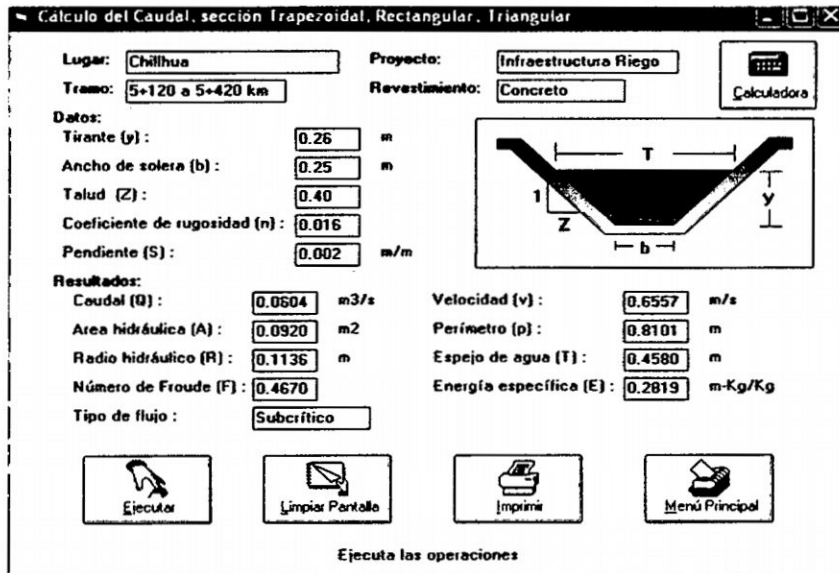 Cálculo del Caudal, sección Trapezoidal, Rectangular, Triangular
Lugar: Chillhua
Proyecto: Infraestructura Riego
Tramo: 5+120 a 5+420 km
Revestimiento: Concreto
Calculadora
Datos:
Tirante (y) : 0.26 m
Ancho de solera (b) : 0.25 m
Talud (Z) : 0.40
Coeficiente de rugosidad (n) : 0.016
Pendiente (S) : 0.002 m/m
T
1
Z
y
b
Resultados:
Caudal (Q) : 0.0604 m3/s
Velocidad (v) : 0.6557 m/s
Area hidráulica (A) : 0.0920 m2
Perímetro (p) : 0.8101 m
Radio hidráulico (R) : 0.1136 m
Espejo de agua (T) : 0.4580 m
Número de Froude (F) : 0.4670
Energía específica (E) : 0.2819 m-Kg/Kg
Tipo de flujo : Subcrítico
Ejecutar
Limpiar Pantalla
Imprimir
Menú Principal
Ejecuta las operaciones